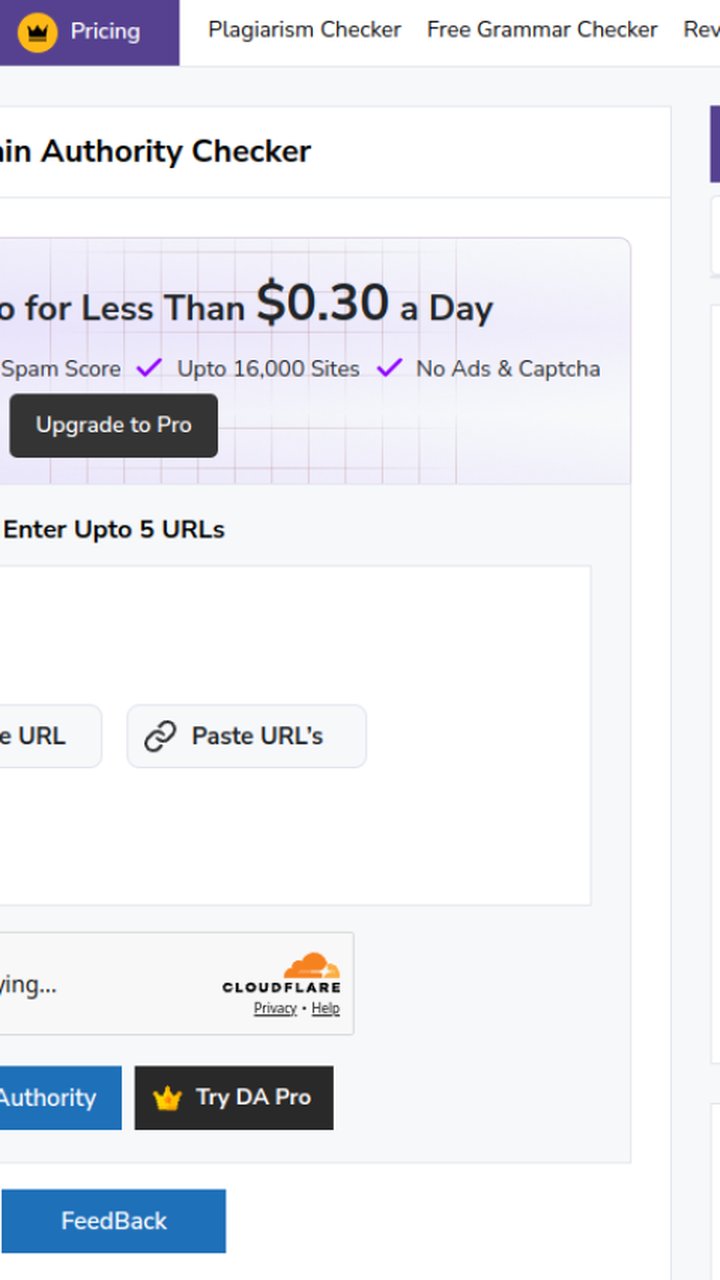 Pricing Plagiarism Checker Free Grammar Checker Rev
ain Authority Checker
o for Less Than $0.30 a Day
Spam Score Upto 16,000 Sites No Ads & Captcha
Upgrade to Pro
Enter Upto 5 URLs
e URL Paste URL's
ying...
CLOUDFLARE
Privacy • Help
Authority Try DA Pro
FeedBack